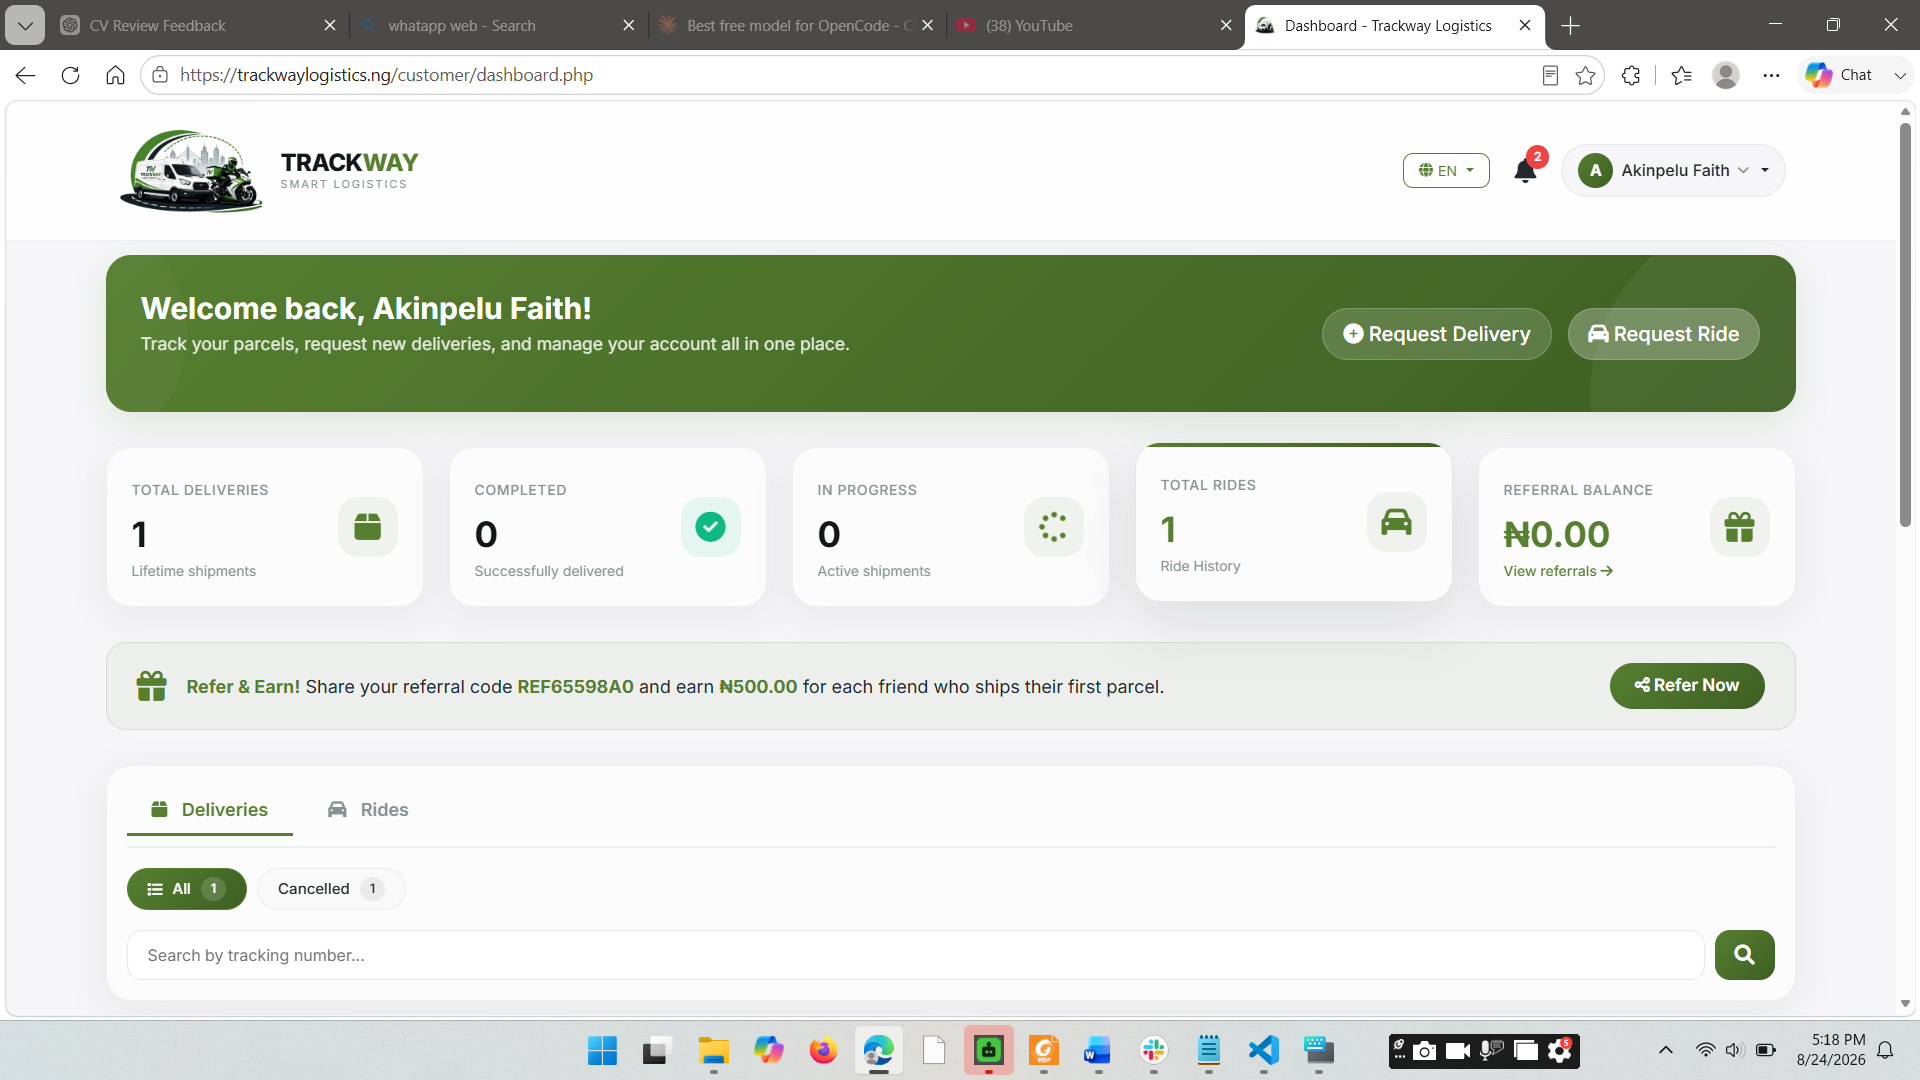 CV Review Feedback
whatapp web - Search
Best free model for OpenCode - C
(38) YouTube
Dashboard - Trackway Logistics
https://trackwaylogistics.ng/customer/dashboard.php
Chat
TRACKWAY
SMART LOGISTICS
EN
2
A
Akinpelu Faith
Welcome back, Akinpelu Faith!
Track your parcels, request new deliveries, and manage your account all in one place.
Request Delivery
Request Ride
TOTAL DELIVERIES
1
Lifetime shipments
COMPLETED
0
Successfully delivered
IN PROGRESS
0
Active shipments
TOTAL RIDES
1
Ride History
REFERRAL BALANCE
₦0.00
View referrals
Refer & Earn! Share your referral code REF65598A0 and earn ₦500.00 for each friend who ships their first parcel.
Refer Now
Deliveries
Rides
All 1
Cancelled 1
Search by tracking number...
5:18 PM
8/24/2026